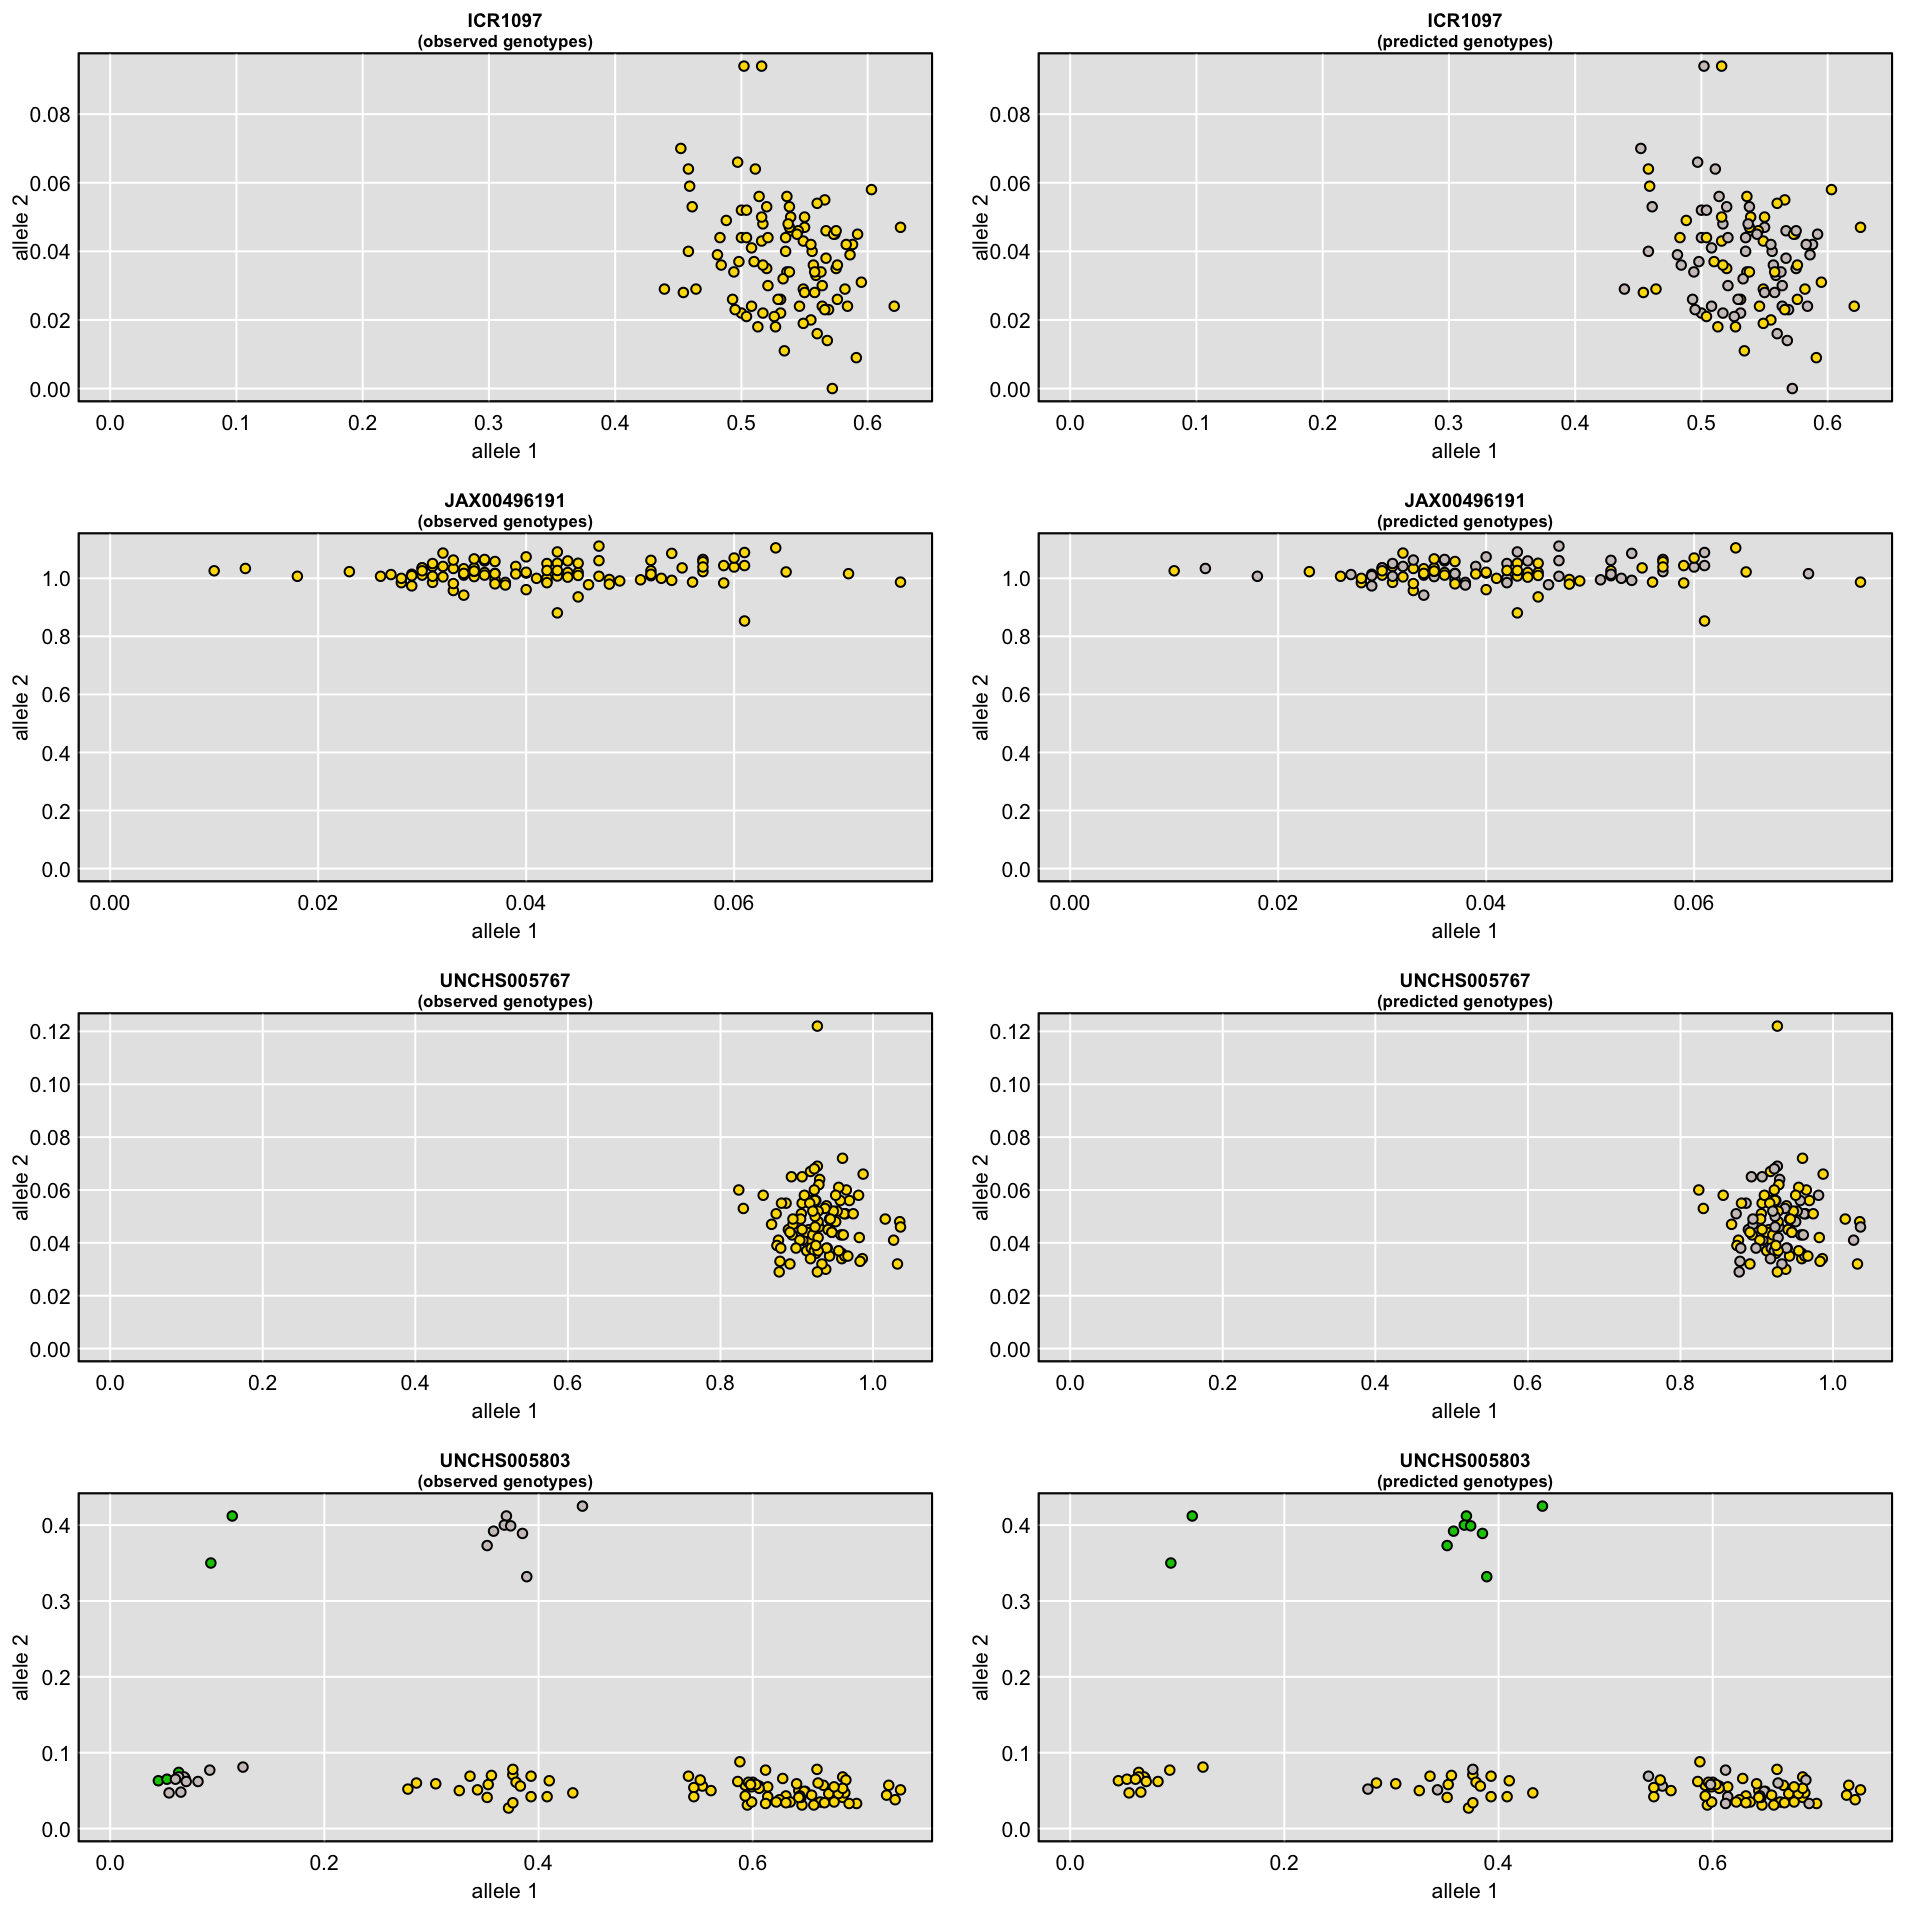 ICR1097
(observed genotypes)
allele 2
0.08
0.06
0.04
0.02
0.00
0.0 0.1 0.2 0.3 0.4 0.5 0.6
allele 1
ICR1097
(predicted genotypes)
allele 2
0.08
0.06
0.04
0.02
0.00
0.0 0.1 0.2 0.3 0.4 0.5 0.6
allele 1
JAX00496191
(observed genotypes)
allele 2
1.0
0.8
0.6
0.4
0.2
0.0
0.00 0.02 0.04 0.06
allele 1
JAX00496191
(predicted genotypes)
allele 2
1.0
0.8
0.6
0.4
0.2
0.0
0.00 0.02 0.04 0.06
allele 1
UNCHS005767
(observed genotypes)
allele 2
0.12
0.10
0.08
0.06
0.04
0.02
0.00
0.0 0.2 0.4 0.6 0.8 1.0
allele 1
UNCHS005767
(predicted genotypes)
allele 2
0.12
0.10
0.08
0.06
0.04
0.02
0.00
0.0 0.2 0.4 0.6 0.8 1.0
allele 1
UNCHS005803
(observed genotypes)
allele 2
0.4
0.3
0.2
0.1
0.0
0.0 0.2 0.4 0.6
allele 1
UNCHS005803
(predicted genotypes)
allele 2
0.4
0.3
0.2
0.1
0.0
0.0 0.2 0.4 0.6
allele 1